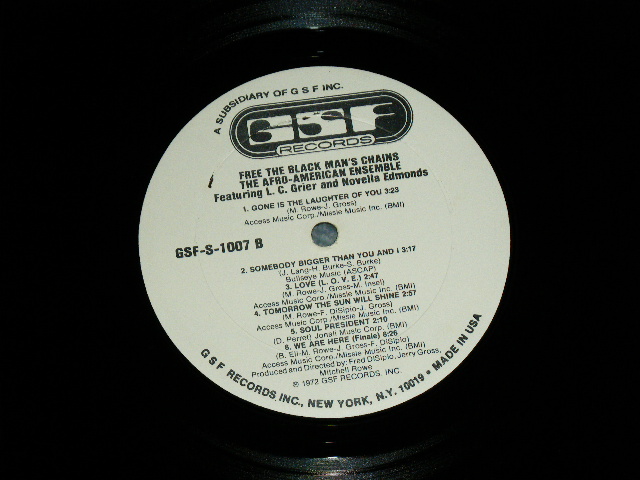 A SUBSIDIARY OF G S F INC.
GSF
RECORDS
FREE THE BLACK MAN'S CHAINS
THE AFRO-AMERICAN ENSEMBLE
Featuring L. C. Grier and Novella Edmonds
1. GONE IS THE LAUGHTER OF YOU 3:23
(M. Rowe-J. Gross)
Access Music Corp./Missie Music Inc. (BMI)
GSF-S-1007 B
2. SOMEBODY BIGGER THAN YOU AND I 3:17
(J. Lang-H. Burke-S. Burke)
Bullseye Music (ASCAP)
3. LOVE (L. O. V. E.) 2:47
(M. Rowe-J. Gross-M. Insel)
Access Music Corp./Missie Music Inc. (BMI)
4. TOMORROW THE SUN WILL SHINE 2:57
(M. Rowe-F. DiSipio-J. Gross)
Access Music Corp./Missie Music Inc. (BMI)
5. SOUL PRESIDENT 2:10
(D. Perret) Jonali Music Corp. (BMI)
6. WE ARE HERE (Finale) 6:26
(B. Eli-M. Rowe-J. Gross-F. DiSipio)
Access Music Corp./Missie Music Inc. (BMI)
Produced and Directed by: Fred DiSipio, Jerry Gross,
Mitchell Rowe
℗ 1972 GSF RECORDS, INC.
GSF RECORDS, INC., NEW YORK, N.Y. 10019 • MADE IN USA